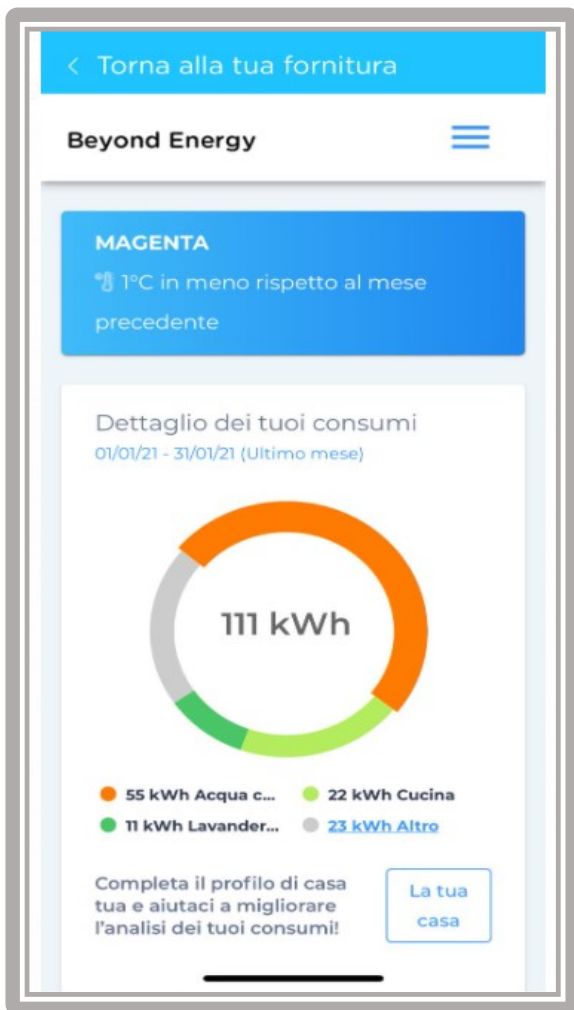 < Torna alla tua fornitura
Beyond Energy
MAGENTA
1°C in meno rispetto al mese
precedente
Dettaglio dei tuoi consumi
01/01/21 - 31/01/21 (Ultimo mese)
111 kWh
55 kWh Acqua c...
22 kWh Cucina
11 kWh Lavander...
23 kWh Altro
Completa il profilo di casa
tua e aiutaci a migliorare
l'analisi dei tuoi consumi!
La tua
casa